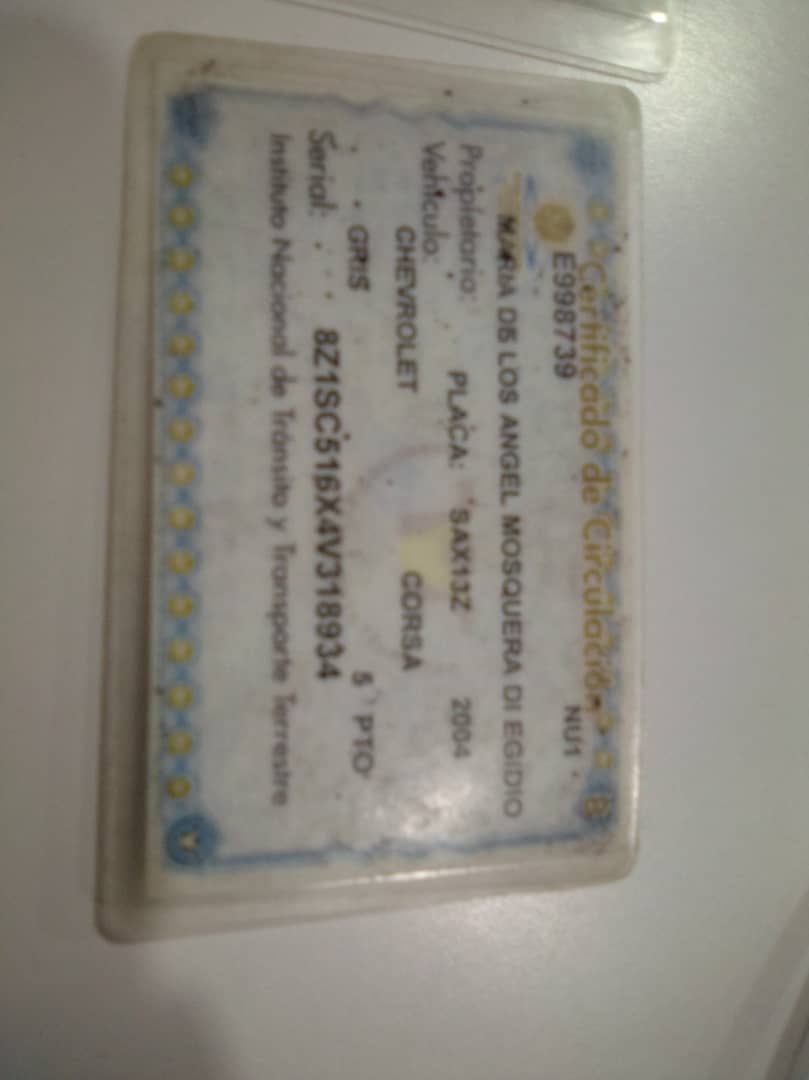 Certificado de Circulación
E998739 NU1
MARIA DE LOS ANGEL MOSQUERA DI EGIDIO
Propietario: PLACA: SAX13Z 2004
Vehículo: CHEVROLET CORSA
GRIS 5 PTO
Serial: 8Z1SC516X4V318934
Instituto Nacional de Tránsito y Transporte Terrestre